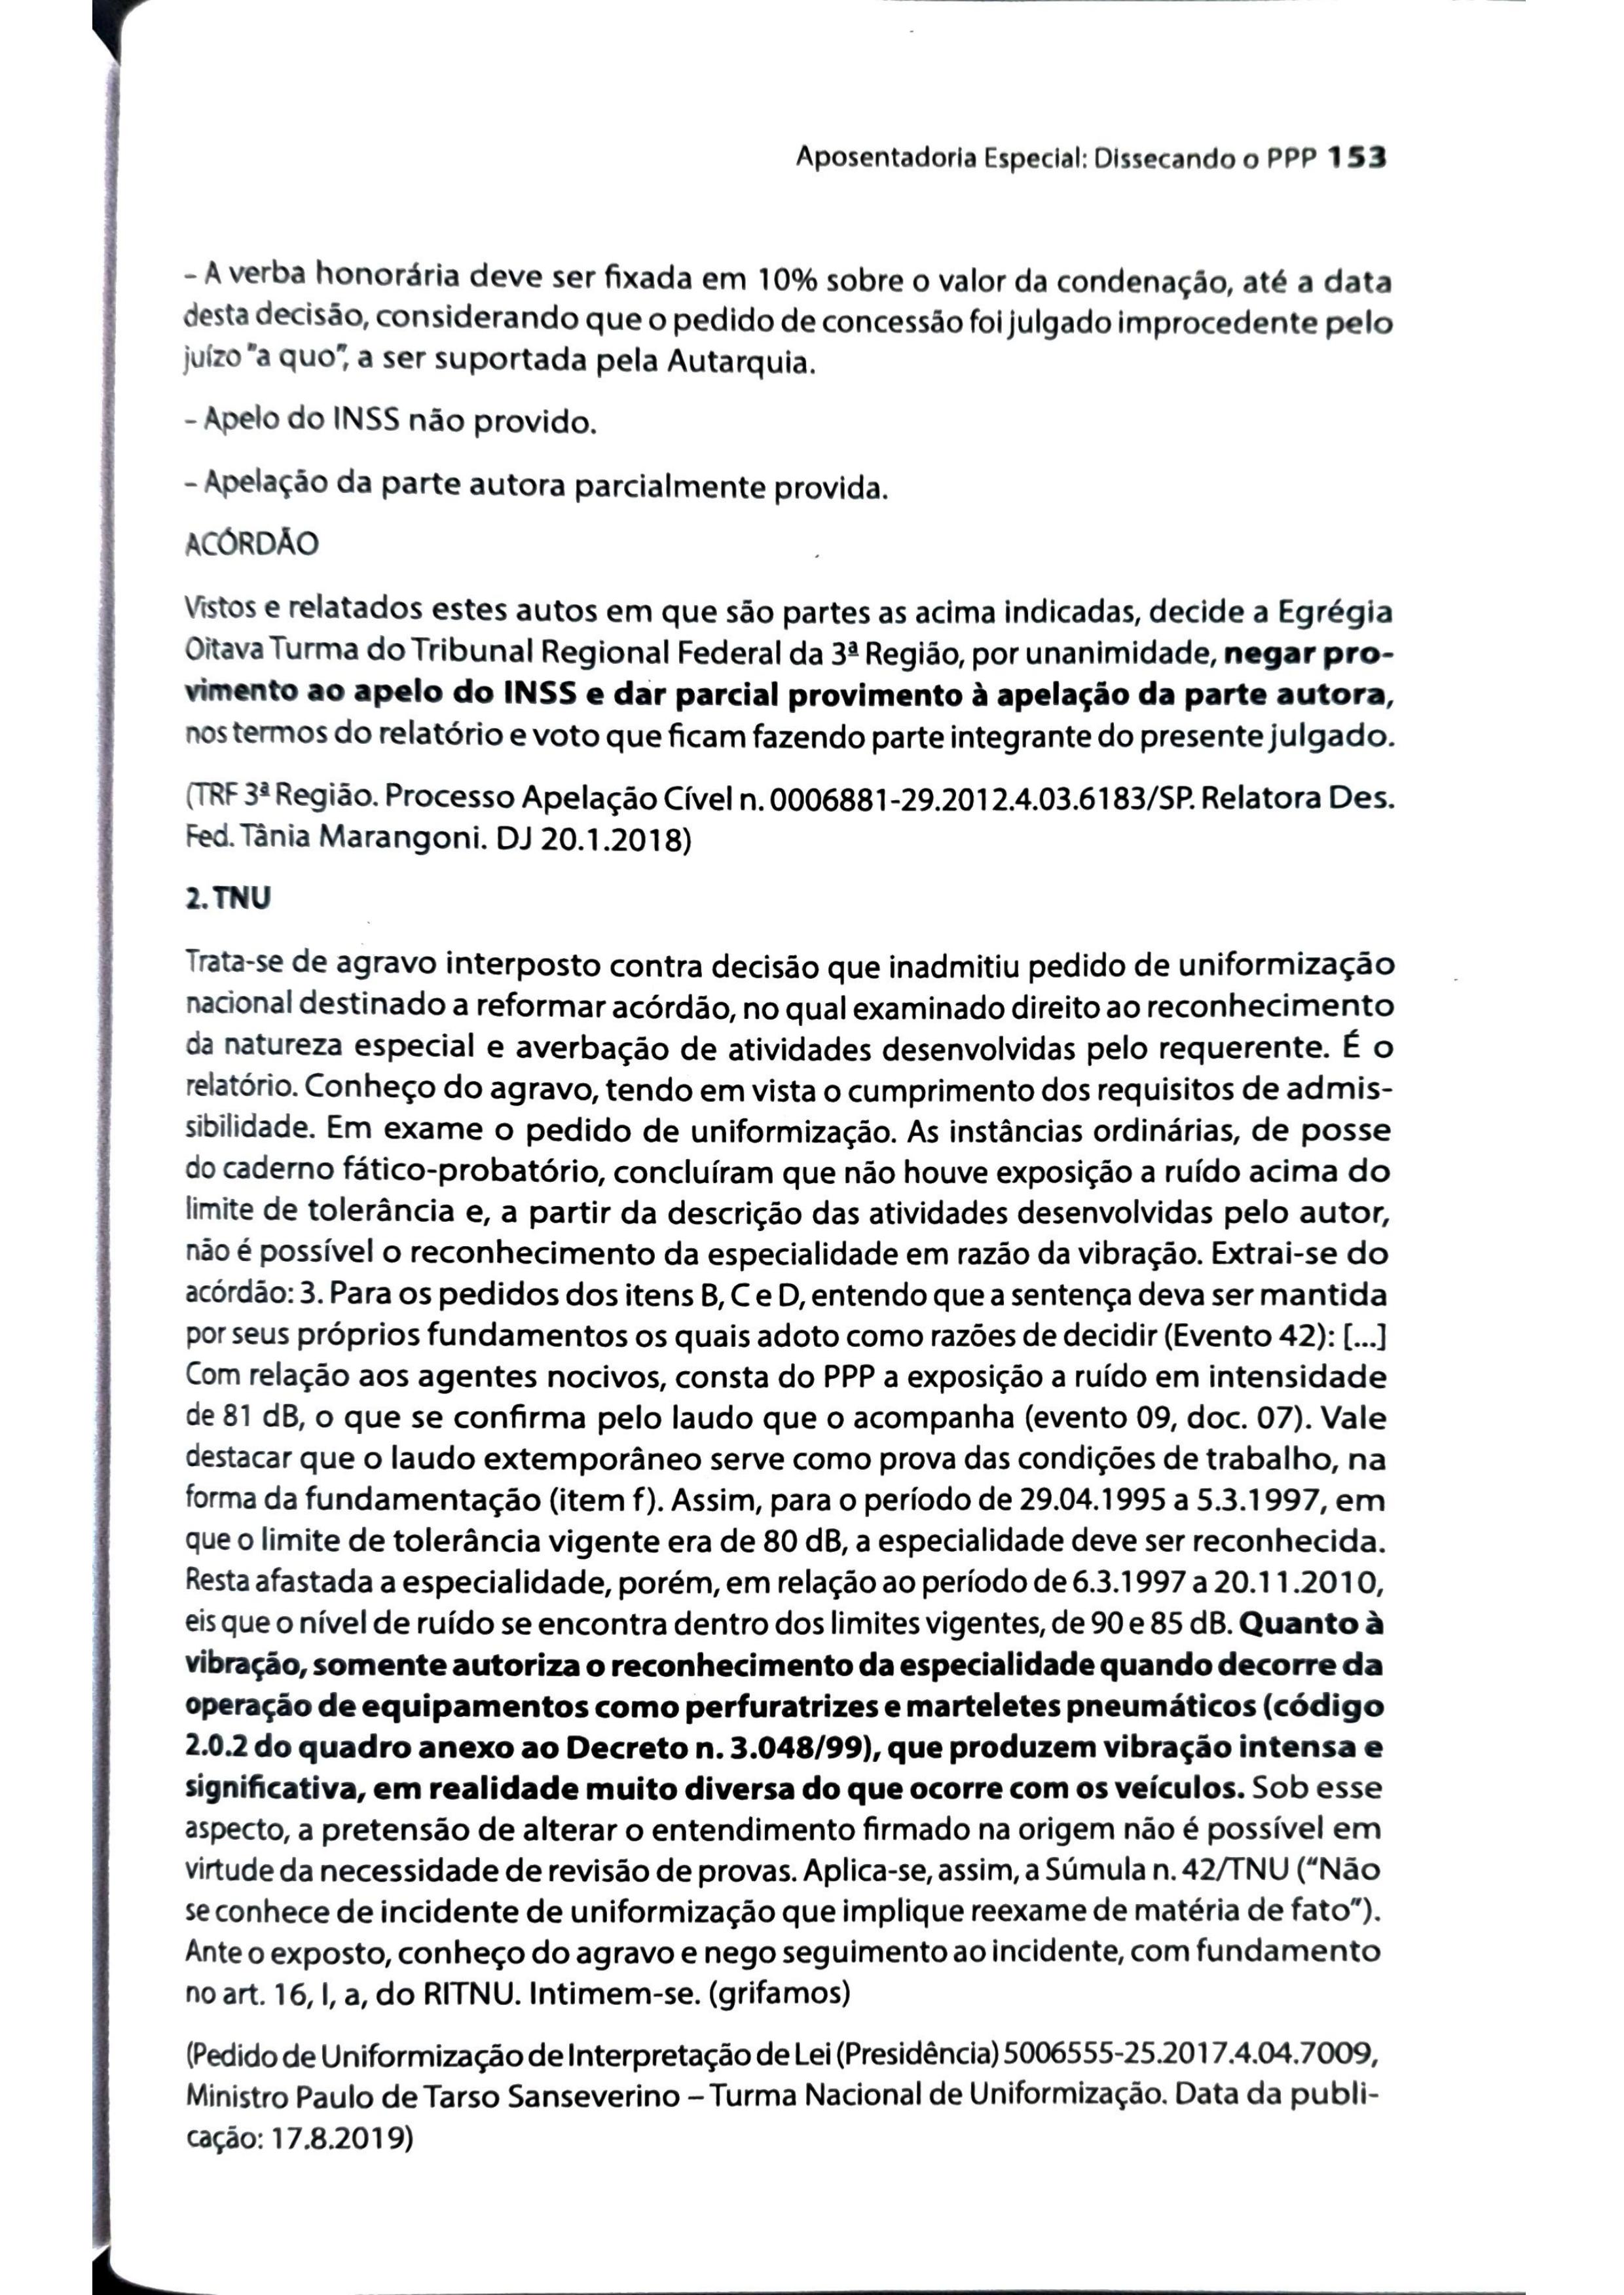 Aposentadoria Especial: Dissecando o PPP 153
- A verba honorária deve ser fixada em 10% sobre o valor da condenação, até a data
desta decisão, considerando que o pedido de concessão foi julgado improcedente pelo
juízo "a quo", a ser suportada pela Autarquia.
- Apelo do INSS não provido.
- Apelação da parte autora parcialmente provida.
ACÓRDÃO
Vistos e relatados estes autos em que são partes as acima indicadas, decide a Egrégia
Oitava Turma do Tribunal Regional Federal da 3ª Região, por unanimidade, negar pro-
vimento ao apelo do INSS e dar parcial provimento à apelação da parte autora,
nos termos do relatório e voto que ficam fazendo parte integrante do presente julgado.
(TRF 3ª Região. Processo Apelação Cível n. 0006881-29.2012.4.03.6183/SP. Relatora Des.
Fed. Tânia Marangoni. DJ 20.1.2018)
2. TNU
Trata-se de agravo interposto contra decisão que inadmitiu pedido de uniformização
nacional destinado a reformar acórdão, no qual examinado direito ao reconhecimento
da natureza especial e averbação de atividades desenvolvidas pelo requerente. É o
relatório. Conheço do agravo, tendo em vista o cumprimento dos requisitos de admis-
sibilidade. Em exame o pedido de uniformização. As instâncias ordinárias, de posse
do caderno fático-probatório, concluíram que não houve exposição a ruído acima do
limite de tolerância e, a partir da descrição das atividades desenvolvidas pelo autor,
não é possível o reconhecimento da especialidade em razão da vibração. Extrai-se do
acórdão: 3. Para os pedidos dos itens B, C e D, entendo que a sentença deva ser mantida
por seus próprios fundamentos os quais adoto como razões de decidir (Evento 42): [...]
Com relação aos agentes nocivos, consta do PPP a exposição a ruído em intensidade
de 81 dB, o que se confirma pelo laudo que o acompanha (evento 09, doc. 07). Vale
destacar que o laudo extemporâneo serve como prova das condições de trabalho, na
forma da fundamentação (item f). Assim, para o período de 29.04.1995 a 5.3.1997, em
que o limite de tolerância vigente era de 80 dB, a especialidade deve ser reconhecida.
Resta afastada a especialidade, porém, em relação ao período de 6.3.1997 a 20.11.2010,
eis que o nível de ruído se encontra dentro dos limites vigentes, de 90 e 85 dB. Quanto à
vibração, somente autoriza o reconhecimento da especialidade quando decorre da
operação de equipamentos como perfuratrizes e marteletes pneumáticos (código
2.0.2 do quadro anexo ao Decreto n. 3.048/99), que produzem vibração intensa e
significativa, em realidade muito diversa do que ocorre com os veículos. Sob esse
aspecto, a pretensão de alterar o entendimento firmado na origem não é possível em
virtude da necessidade de revisão de provas. Aplica-se, assim, a Súmula n. 42/TNU ("Não
se conhece de incidente de uniformização que implique reexame de matéria de fato").
Ante o exposto, conheço do agravo e nego seguimento ao incidente, com fundamento
no art. 16, I, a, do RITNU. Intimem-se. (grifamos)
(Pedido de Uniformização de Interpretação de Lei (Presidência) 5006555-25.2017.4.04.7009,
Ministro Paulo de Tarso Sanseverino – Turma Nacional de Uniformização. Data da publi-
cação: 17.8.2019)